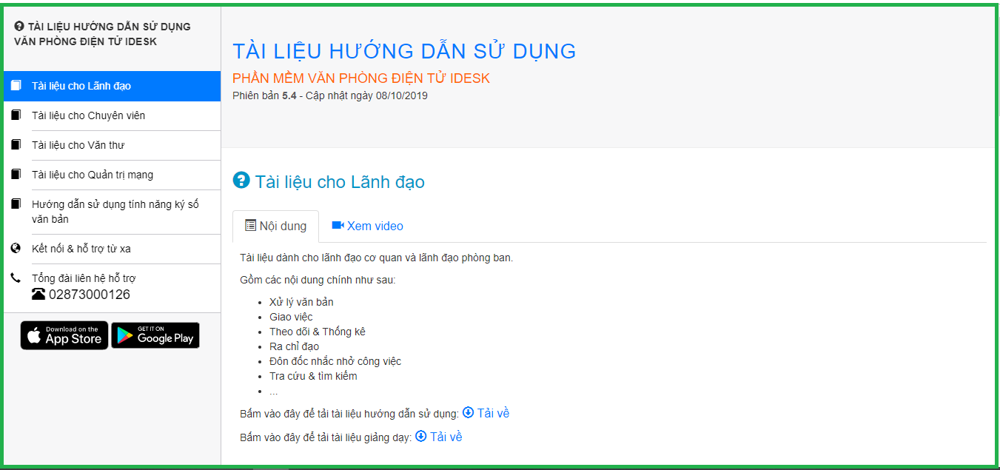 TÀI LIỆU HƯỚNG DẪN SỬ DỤNG
VĂN PHÒNG ĐIỆN TỬ IDESK
Tài liệu cho Lãnh đạo
Tài liệu cho Chuyên viên
Tài liệu cho Văn thư
Tài liệu cho Quản trị mạng
Hướng dẫn sử dụng tính năng ký số
văn bản
Kết nối & hỗ trợ từ xa
Tổng đài liên hệ hỗ trợ
02873000126
Download on the
App Store
GET IT ON
Google Play
TÀI LIỆU HƯỚNG DẪN SỬ DỤNG
PHẦN MỀM VĂN PHÒNG ĐIỆN TỬ IDESK
Phiên bản 5.4 - Cập nhật ngày 08/10/2019
Tài liệu cho Lãnh đạo
Nội dung
Xem video
Tài liệu dành cho lãnh đạo cơ quan và lãnh đạo phòng ban.
Gồm các nội dung chính như sau:
• Xử lý văn bản
• Giao việc
• Theo dõi & Thống kê
• Ra chỉ đạo
• Đôn đốc nhắc nhở công việc
• Tra cứu & tìm kiếm
• ...
Bấm vào đây để tải tài liệu hướng dẫn sử dụng: Tải về
Bấm vào đây để tải tài liệu giảng dạy: Tải về